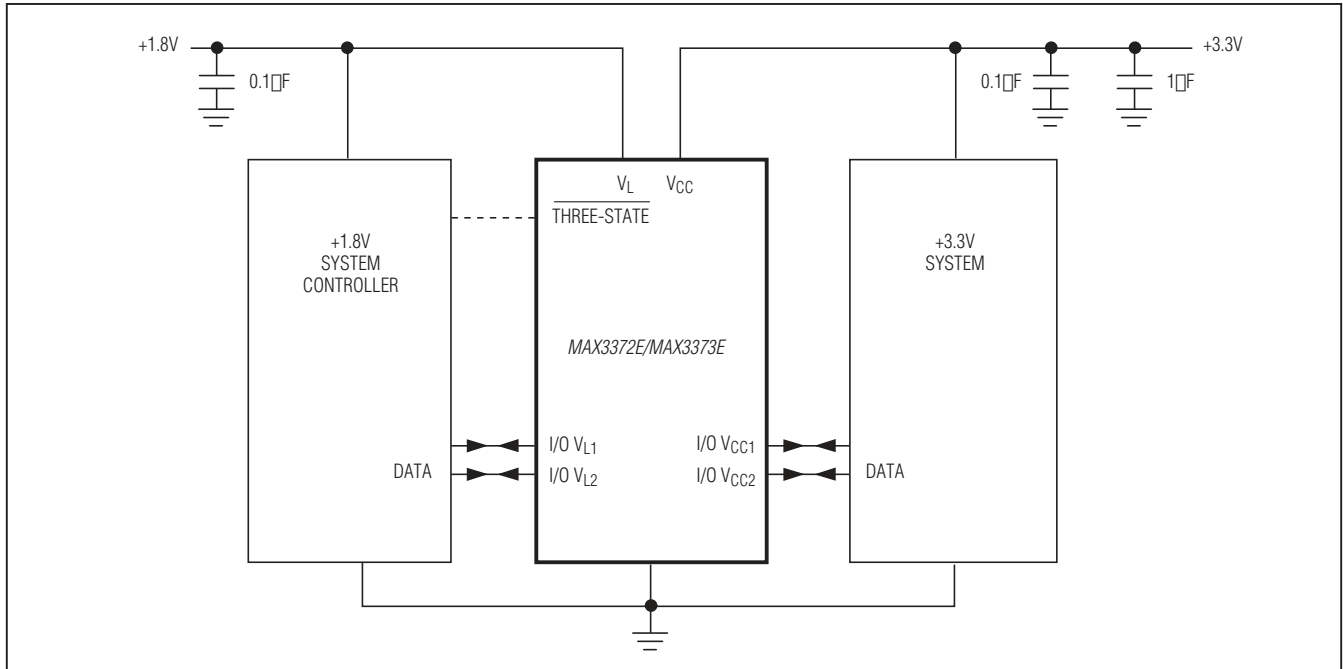 +1.8V
+3.3V
0.1▯F
0.1▯F
1▯F
VL
VCC
THREE-STATE
+1.8V
SYSTEM
CONTROLLER
+3.3V
SYSTEM
MAX3372E/MAX3373E
I/O VL1
I/O VCC1
DATA
I/O VL2
I/O VCC2
DATA